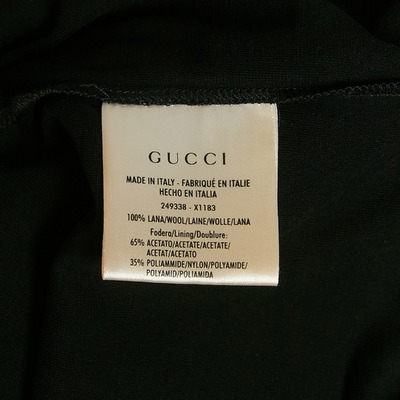 GUCCI
MADE IN ITALY - FABRIQUÉ EN ITALIE
HECHO EN ITALIA
249338 - X1183
100% LANA/WOOL/LAINE/WOLLE/LANA
Fodera/Lining/Doublure:
65% ACETATO/ACETATE/ACETATE/
ACETAT/ACETATO
35% POLIAMMIDE/NYLON/POLYAMIDE/
POLYAMID/POLIAMIDA